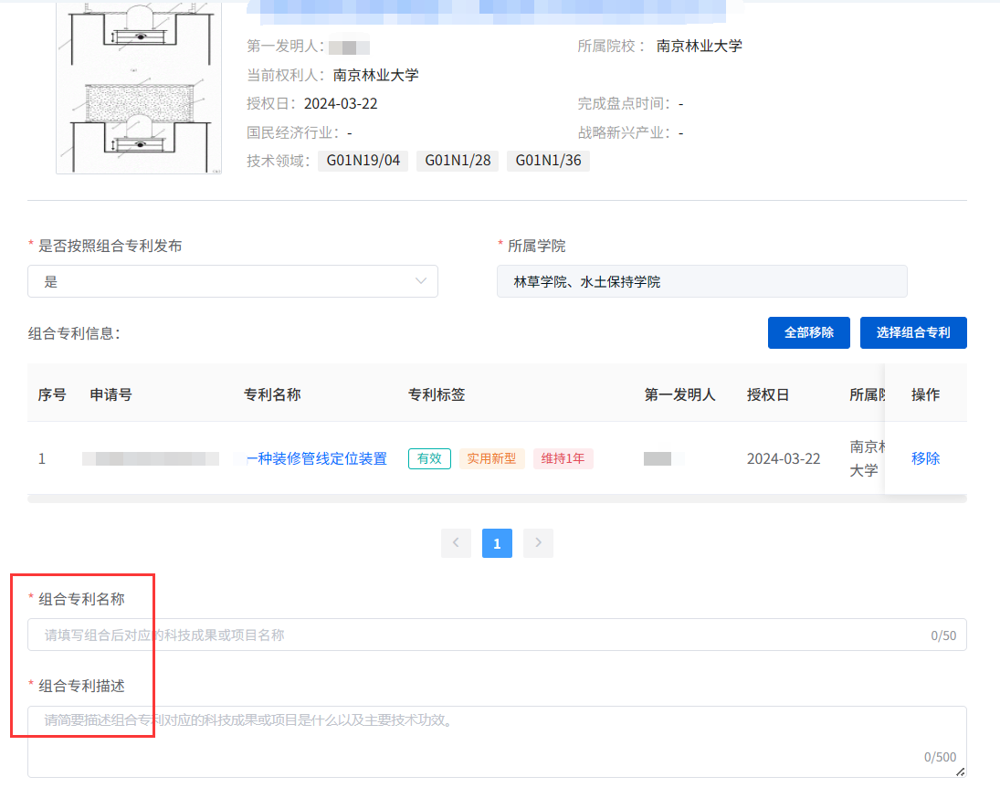 第一发明人：
所属院校： 南京林业大学
当前权利人： 南京林业大学
授权日： 2024-03-22
完成盘点时间： -
国民经济行业： -
战略新兴产业： -
技术领域： G01N19/04 G01N1/28 G01N1/36
* 是否按照组合专利发布
* 所属学院
是
林草学院、水土保持学院
组合专利信息：
全部移除
选择组合专利
序号 申请号 专利名称 专利标签 第一发明人 授权日 所属 操作
1 一种装修管线定位装置 有效 实用新型 维持1年 2024-03-22 南京 大学 移除
1
* 组合专利名称
请填写组合后对应的科技成果或项目名称 0/50
* 组合专利描述
请简要描述组合专利对应的科技成果或项目是什么以及主要技术功效。
0/500